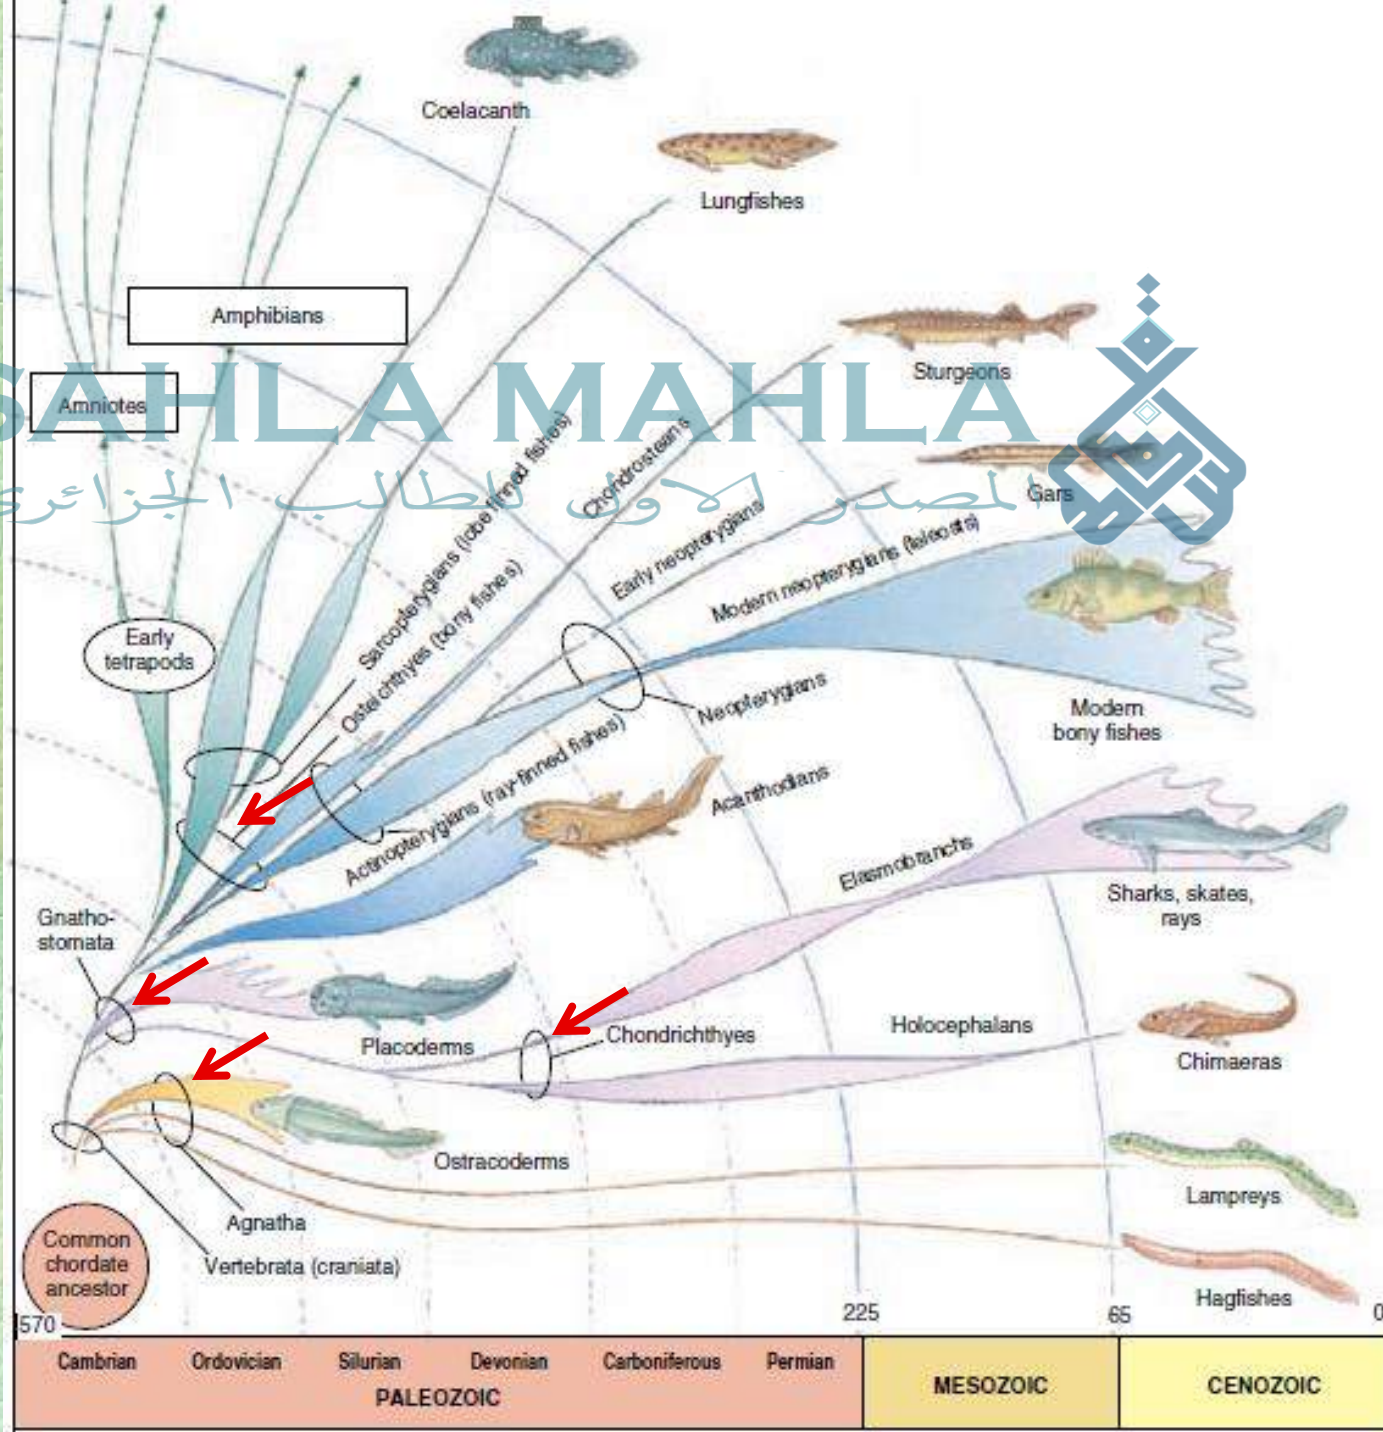 Coelacanth
Lungfishes
Amphibians
Sturgeons
SAHLA MAHLA
Amniotes
المصدر الاول للطالب الجزائري
Gars
Sarcopterygians (lobe finned fishes)
Chondrosteans
Early neopterygians
Modern neopterygians (teleosts)
Osteichthyes (bony fishes)
Early
tetrapods
Neopterygians
Modern
bony fishes
Actinopterygians (ray-finned fishes)
Acanthodians
Elasmobranchs
Sharks, skates,
rays
Gnatho-
stomata
Placoderms
Chondrichthyes
Holocephalans
Chimaeras
Ostracoderms
Lampreys
Agnatha
Vertebrata (craniata)
Common
chordate
ancestor
Hagfishes
570
225
65
0
Cambrian
Ordovician
Silurian
Devonian
Carboniferous
Permian
PALEOZOIC
MESOZOIC
CENOZOIC